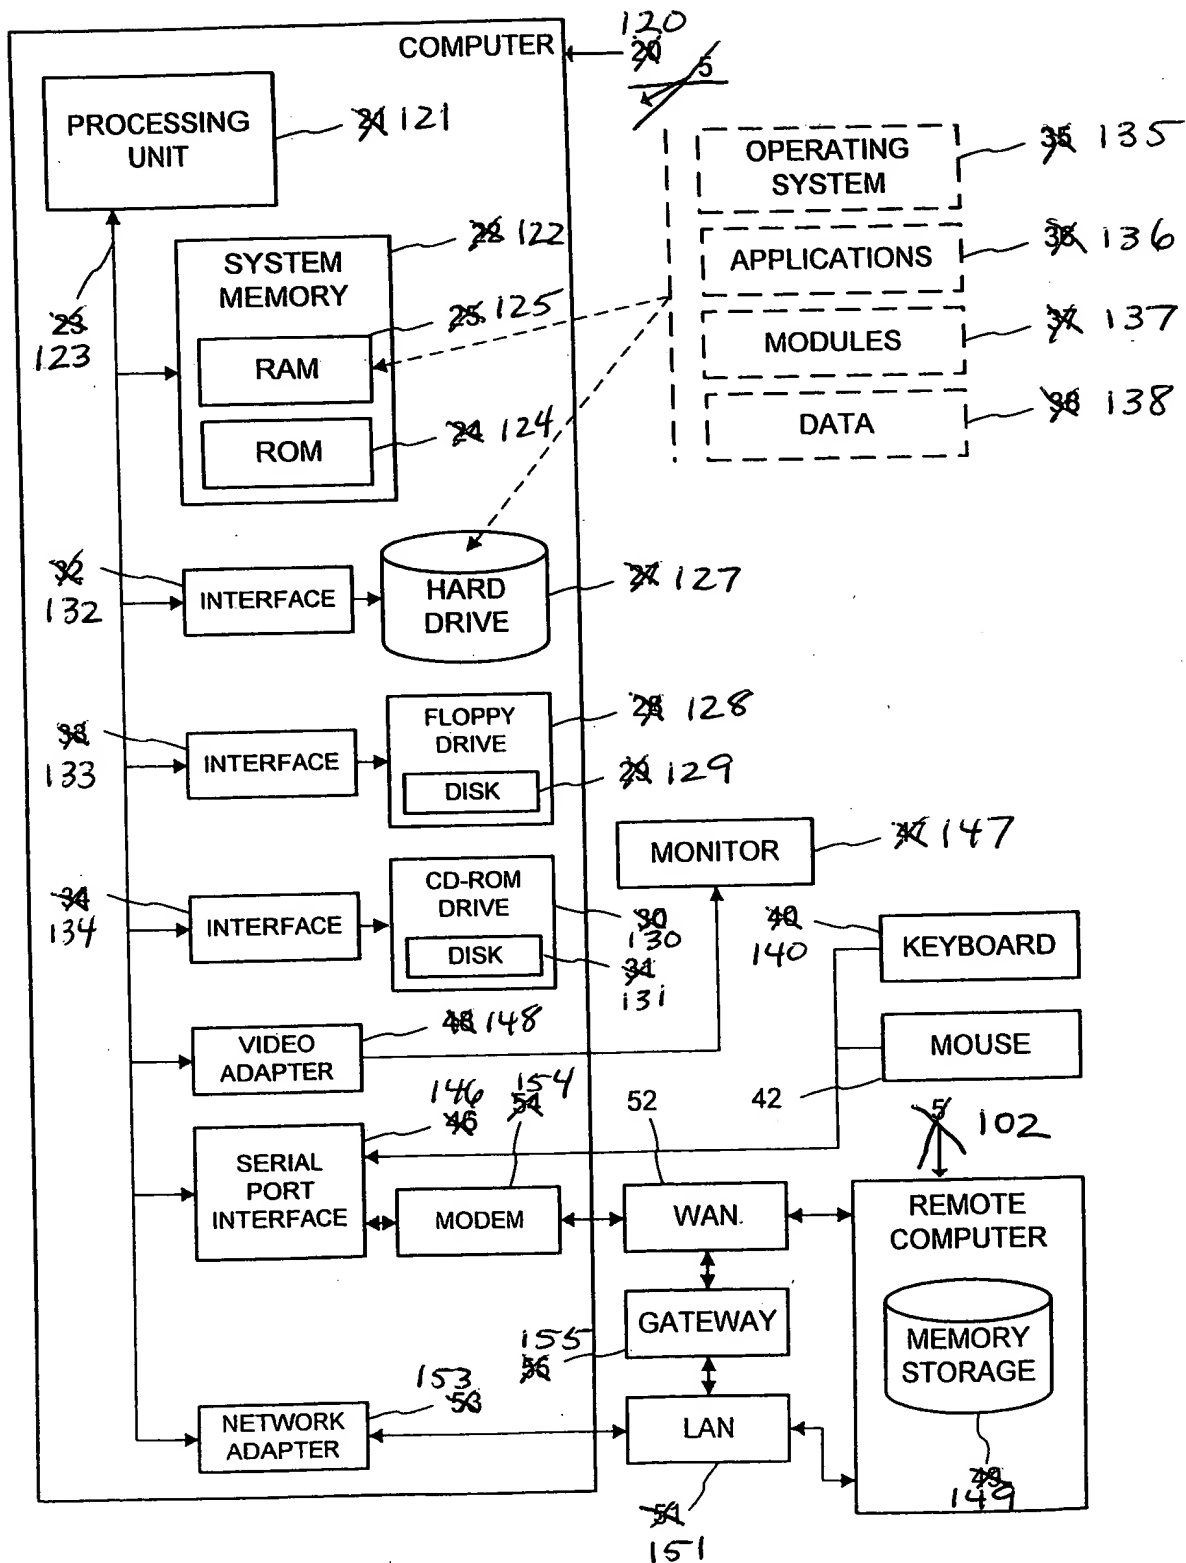 120
COMPUTER
20
5
PROCESSING
UNIT
21 121
OPERATING
SYSTEM
35 135
22 122
SYSTEM
MEMORY
APPLICATIONS
36 136
23
123
25 125
RAM
MODULES
37 137
24 124
ROM
DATA
38 138
32
132
INTERFACE
HARD
DRIVE
27 127
33
133
INTERFACE
FLOPPY
DRIVE
28 128
DISK
29 129
MONITOR
47 147
34
134
INTERFACE
CD-ROM
DRIVE
30
130
DISK
31
131
40
140
KEYBOARD
VIDEO
ADAPTER
48 148
MOUSE
42
146
46
154
54
52
5 102
SERIAL
PORT
INTERFACE
MODEM
WAN
REMOTE
COMPUTER
GATEWAY
155
MEMORY
STORAGE
153
53
NETWORK
ADAPTER
LAN
49
149
51
151